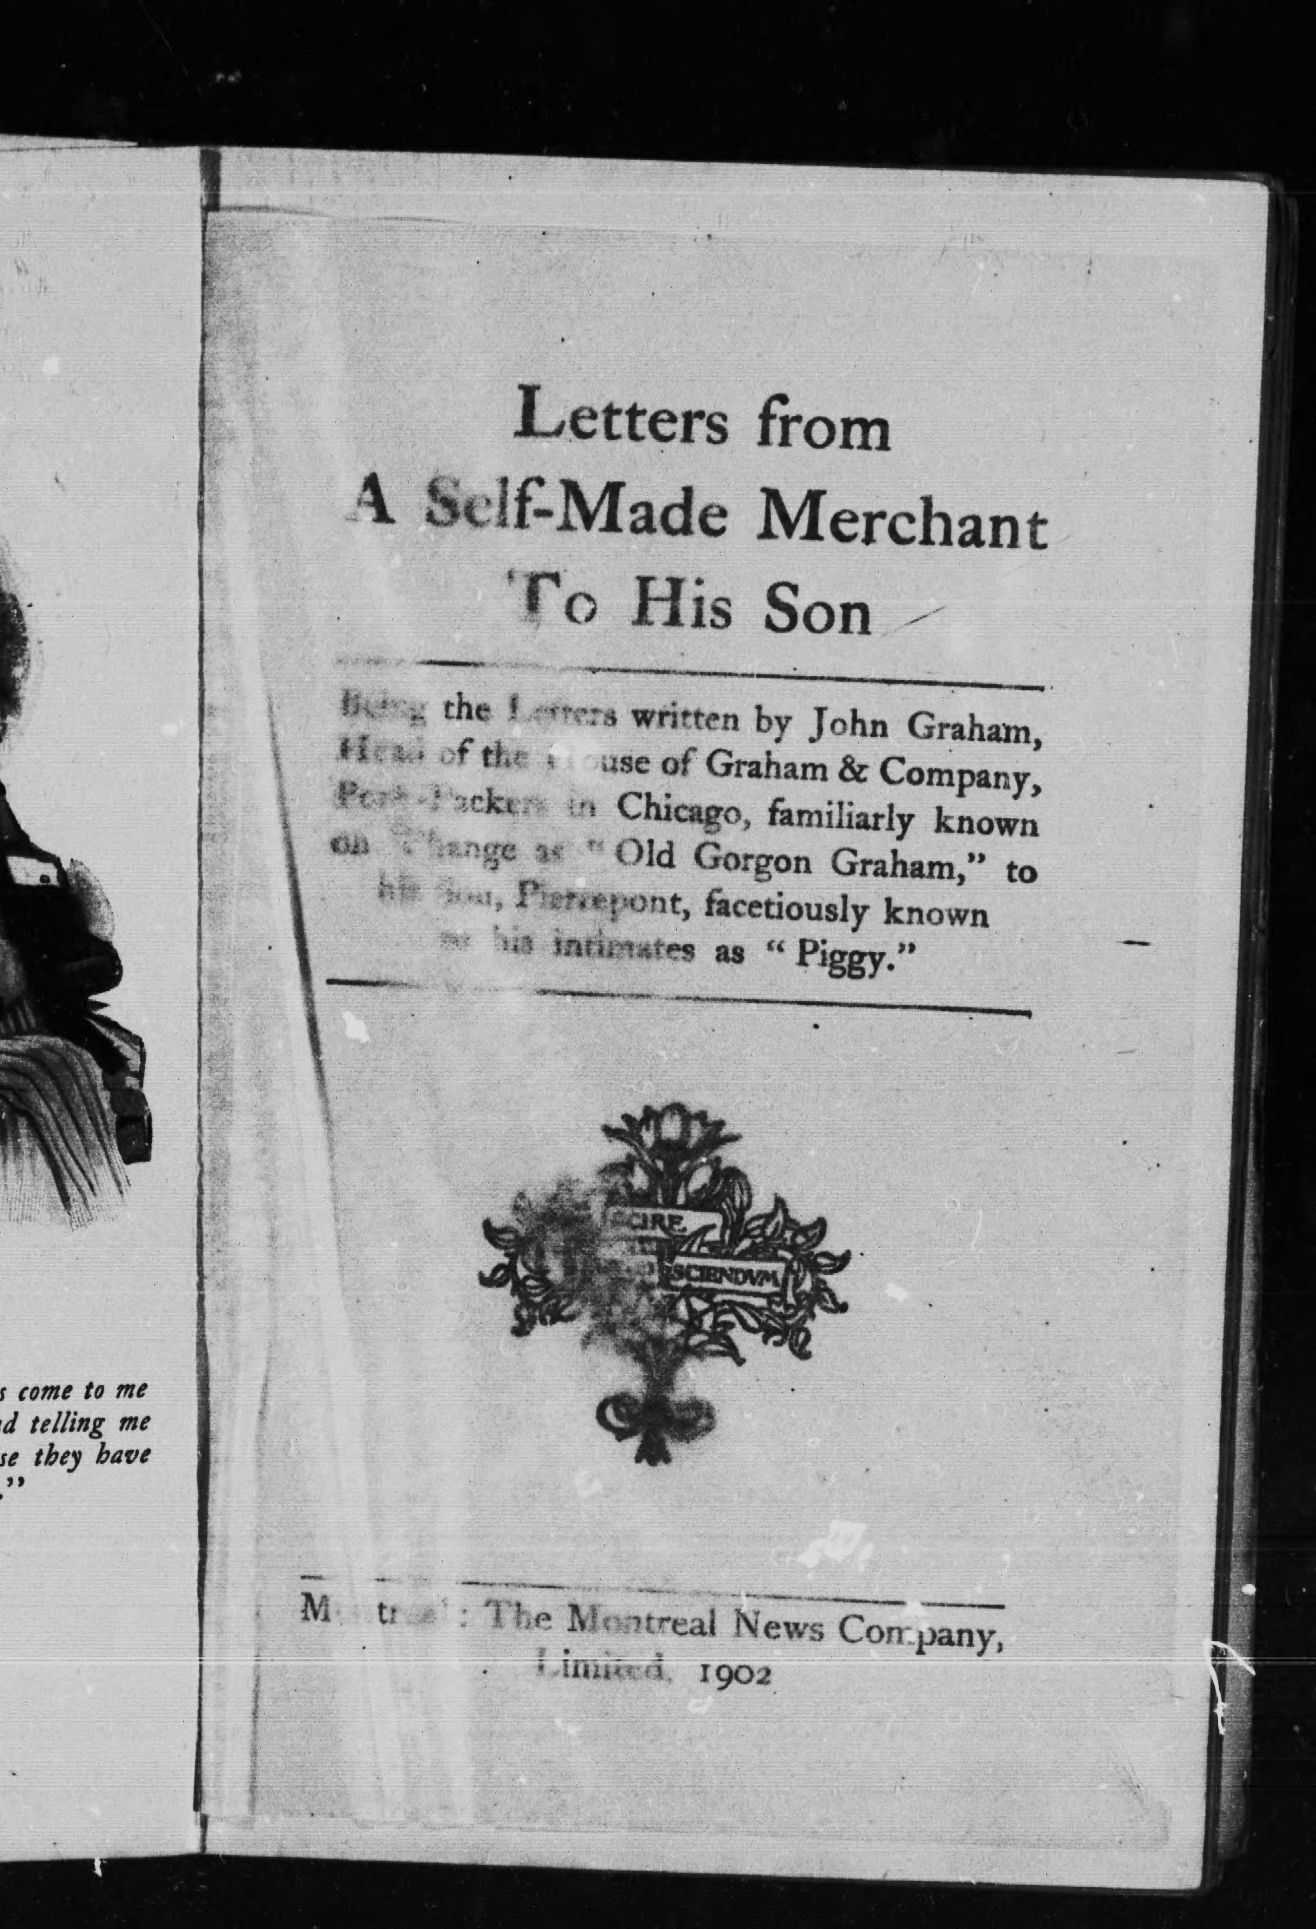 s come to me
d telling me
se they have
."
Letters from
A Self-Made Merchant
To His Son
Being the Letters written by John Graham,
Head of the House of Graham & Company,
Pork-Packers in Chicago, familiarly known
on 'Change as "Old Gorgon Graham," to
his Son, Pierrepont, facetiously known
to his intimates as "Piggy."
SCIRE
SCIENDVM
Montreal: The Montreal News Company,
Limited, 1902